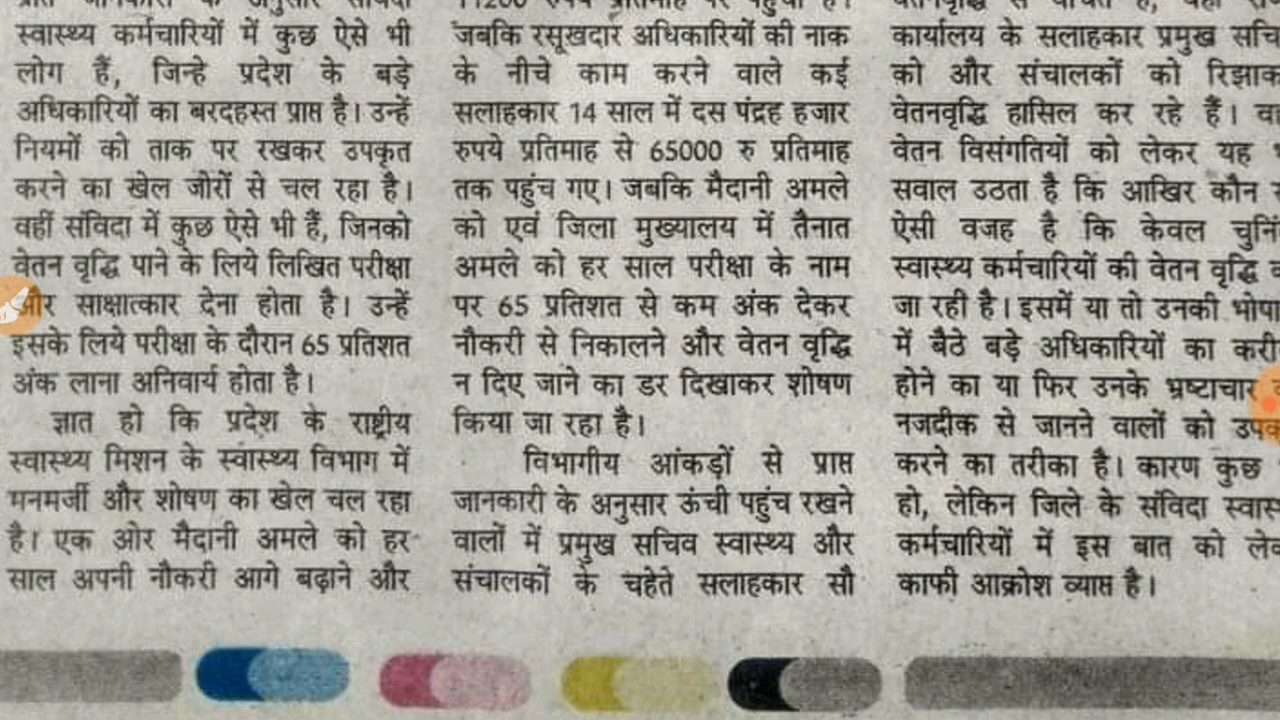 स्वास्थ्य कर्मचारियों में कुछ ऐसे भी
लोग हैं, जिन्हे प्रदेश के बड़े
अधिकारियों का बरदहस्त प्राप्त है। उन्हें
नियमों को ताक पर रखकर उपकृत
करने का खेल जोरों से चल रहा है।
वहीं संविदा में कुछ ऐसे भी हैं, जिनको
वेतन वृद्धि पाने के लिये लिखित परीक्षा
और साक्षात्कार देना होता है। उन्हें
इसके लिये परीक्षा के दौरान 65 प्रतिशत
अंक लाना अनिवार्य होता है।
ज्ञात हो कि प्रदेश के राष्ट्रीय
स्वास्थ्य मिशन के स्वास्थ्य विभाग में
मनमर्जी और शोषण का खेल चल रहा
है। एक ओर मैदानी अमले को हर
साल अपनी नौकरी आगे बढ़ाने और
जबकि रसूखदार अधिकारियों की नाक
के नीचे काम करने वाले कई
सलाहकार 14 साल में दस पंद्रह हजार
रुपये प्रतिमाह से 65000 रु प्रतिमाह
तक पहुंच गए। जबकि मैदानी अमले
को एवं जिला मुख्यालय में तैनात
अमले को हर साल परीक्षा के नाम
पर 65 प्रतिशत से कम अंक देकर
नौकरी से निकालने और वेतन वृद्धि
न दिए जाने का डर दिखाकर शोषण
किया जा रहा है।
विभागीय आंकड़ों से प्राप्त
जानकारी के अनुसार ऊंची पहुंच रखने
वालों में प्रमुख सचिव स्वास्थ्य और
संचालकों के चहेते सलाहकार सौ
कार्यालय के सलाहकार प्रमुख
को और संचालकों को
वेतनवृद्धि हासिल कर रहे हैं।
वेतन विसंगतियों को लेकर यह
सवाल उठता है कि आखिर कौन
ऐसी वजह है कि केवल
स्वास्थ्य कर्मचारियों की वेतन वृद्धि
जा रही है। इसमें या तो उनकी
में बैठे बड़े अधिकारियों का
होने का या फिर उनके भ्रष्टाचार
नजदीक से जानने वालों को
करने का तरीका है। कारण कुछ
हो, लेकिन जिले के संविदा
कर्मचारियों में इस बात को
काफी आक्रोश व्याप्त है।